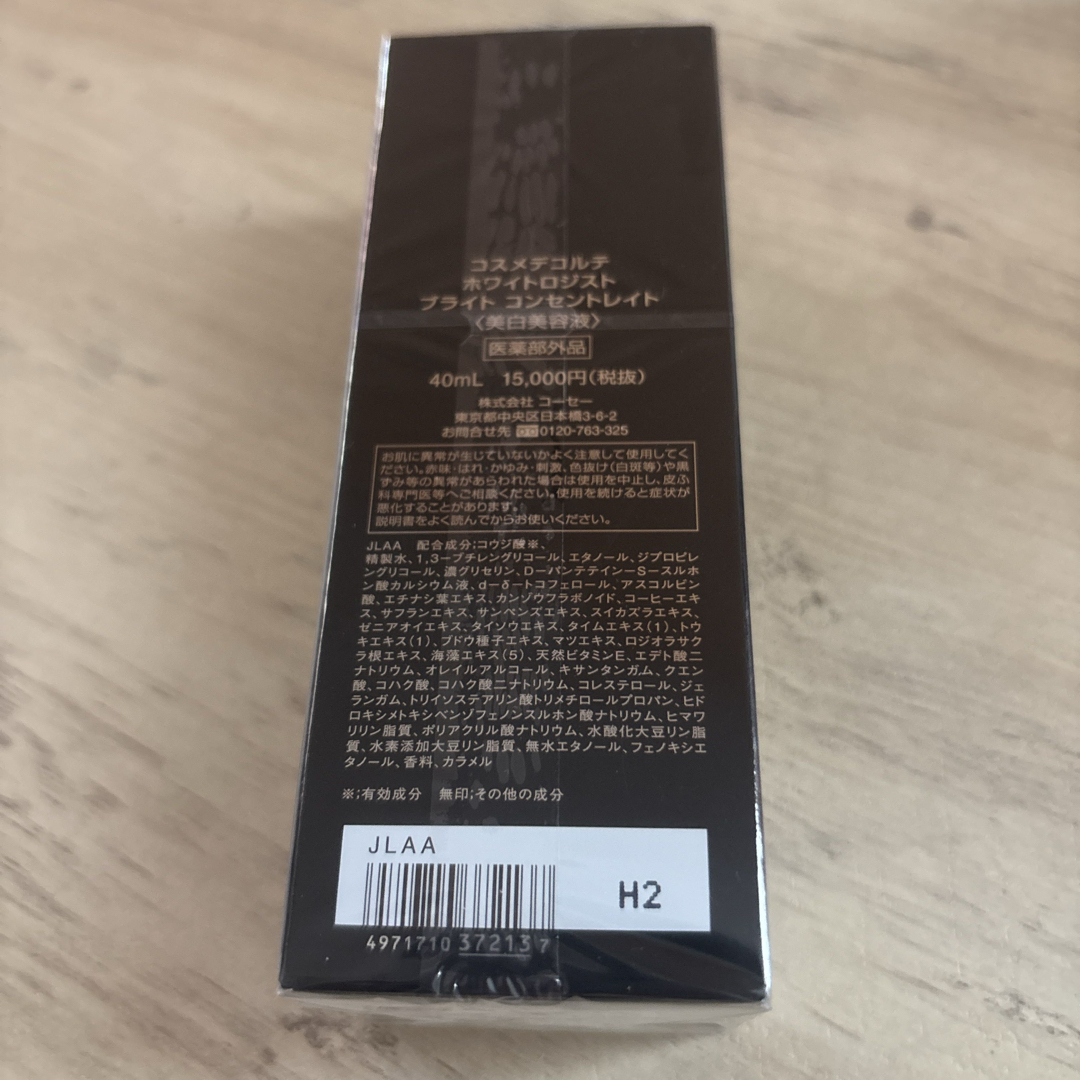 コスメデコルテ
ホワイトロジスト
ブライト コンセントレイト
〈美白美容液〉
医薬部外品
40mL 15,000円(税抜)
株式会社 コーセー
東京都中央区日本橋3-6-2
お問合せ先 0120-763-325
お肌に異常が生じていないかよく注意して使用してく
ださい。赤味・はれ・かゆみ・刺激、色抜け(白斑等)や黒
ずみ等の異常があらわれた場合は使用を中止し、皮ふ
科専門医等へご相談ください。使用を続けると症状が
悪化することがあります。
説明書をよく読んでからお使いください。
JLAA 配合成分;コウジ酸※、
精製水、1,3-ブチレングリコール、エタノール、ジプロピレ
ングリコール、濃グリセリン、D-パンテテイン-S-スルホ
ン酸カルシウム液、d-δ-トコフェロール、アスコルビン
酸、エチナシ葉エキス、カンゾウフラボノイド、コーヒーエキ
ス、サフランエキス、サンペンズエキス、スイカズラエキス、
ゼニアオイエキス、タイソウエキス、タイムエキス(1)、トウ
キエキス(1)、ブドウ種子エキス、マツエキス、ロジオラサク
ラ根エキス、海藻エキス(5)、天然ビタミンE、エデト酸二
ナトリウム、オレイルアルコール、キサンタンガム、クエン
酸、コハク酸、コハク酸二ナトリウム、コレステロール、ジェ
ランガム、トリイソステアリン酸トリメチロールプロパン、ヒド
ロキシメトキシベンゾフェノンスルホン酸ナトリウム、ヒマワ
リリン脂質、ポリアクリル酸ナトリウム、水酸化大豆リン脂
質、水素添加大豆リン脂質、無水エタノール、フェノキシエ
タノール、香料、カラメル
※;有効成分 無印;その他の成分
JLAA
H2
4971710 372137